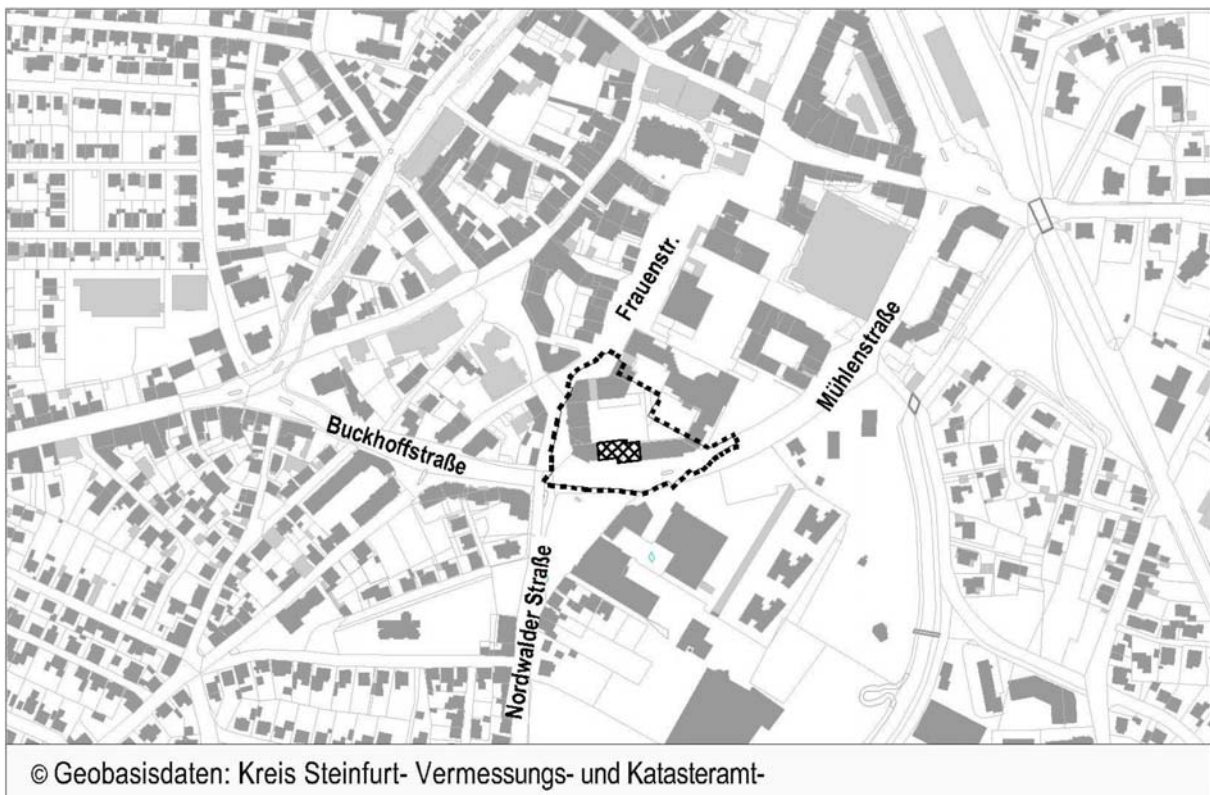 Frauenstr.
Mühlenstraße
Buckhoffstraße
Nordwalder Straße
© Geobasisdaten: Kreis Steinfurt- Vermessungs- und Katasteramt-